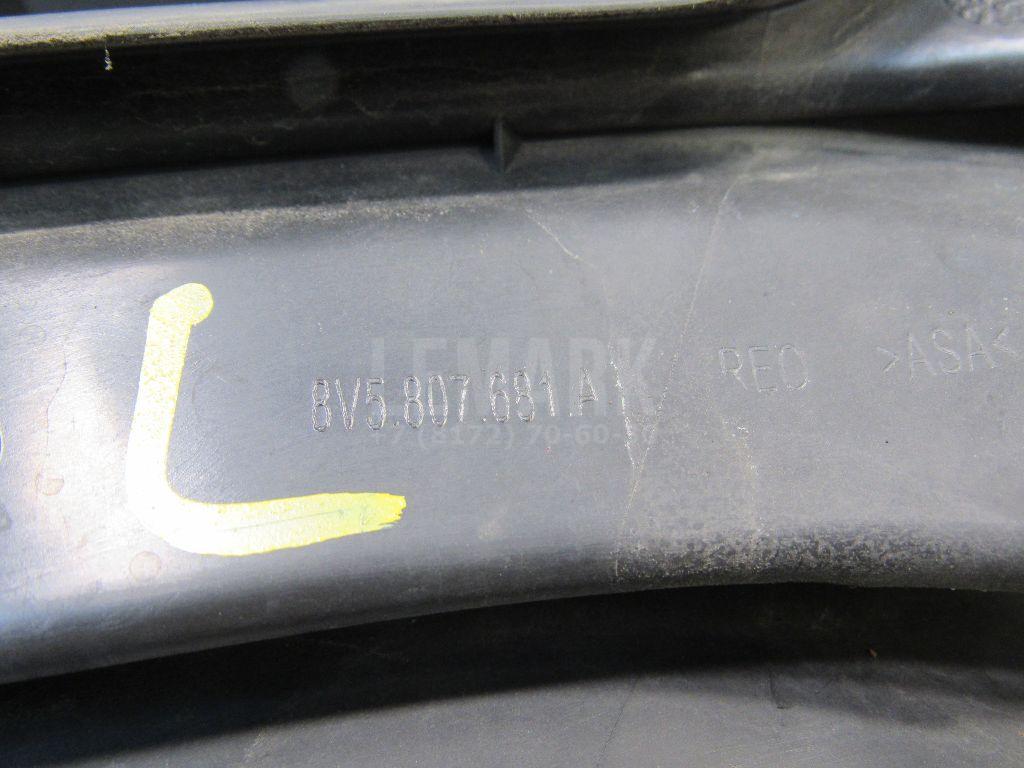 L
LEMARK
8V5.807.681.A REO >ASA<
+7 (8172) 70-60-